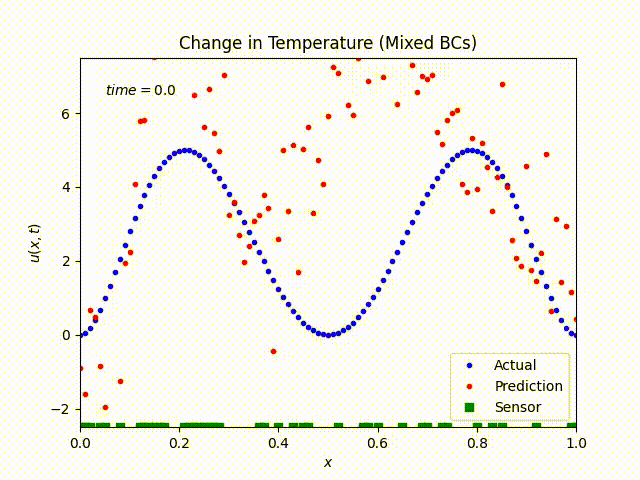 Change in Temperature (Mixed BCs)
time = 0.0
6
4
2
0
−2
u(x, t)
Actual
Prediction
Sensor
0.0 0.2 0.4 0.6 0.8 1.0
x